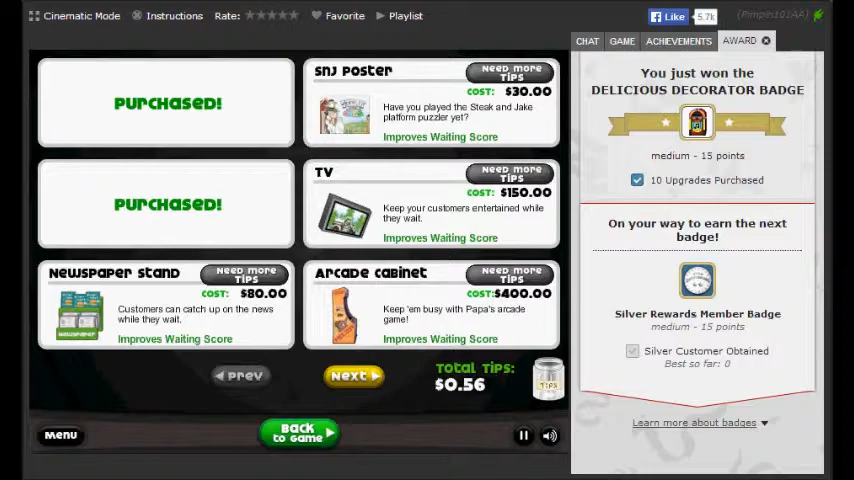 Cinematic Mode
Instructions
Rate:
Favorite
Playlist
Like
5.7k
(Pimpis101AA)
CHAT
GAME
ACHIEVEMENTS
AWARD
PURCHASED!
SNJ POSTER
NEED MORE TIPS
COST: $30.00
Have you played the Steak and Jake platform puzzler yet?
Improves Waiting Score
PURCHASED!
TV
NEED MORE TIPS
COST: $150.00
Keep your customers entertained while they wait.
Improves Waiting Score
NEWSPAPER STAND
NEED MORE TIPS
COST: $80.00
NEWSPAPER
Customers can catch up on the news while they wait.
Improves Waiting Score
ARCADE CABINET
NEED MORE TIPS
COST: $400.00
Keep 'em busy with Papa's arcade game!
Improves Waiting Score
PREV
NEXT
TOTAL TIPS:
$0.56
TIPS
MENU
BACK TO GAME
You just won the
DELICIOUS DECORATOR BADGE
medium - 15 points
10 Upgrades Purchased
On your way to earn the next
badge!
Silver Rewards Member Badge
medium - 15 points
Silver Customer Obtained
Best so far: 0
Learn more about badges